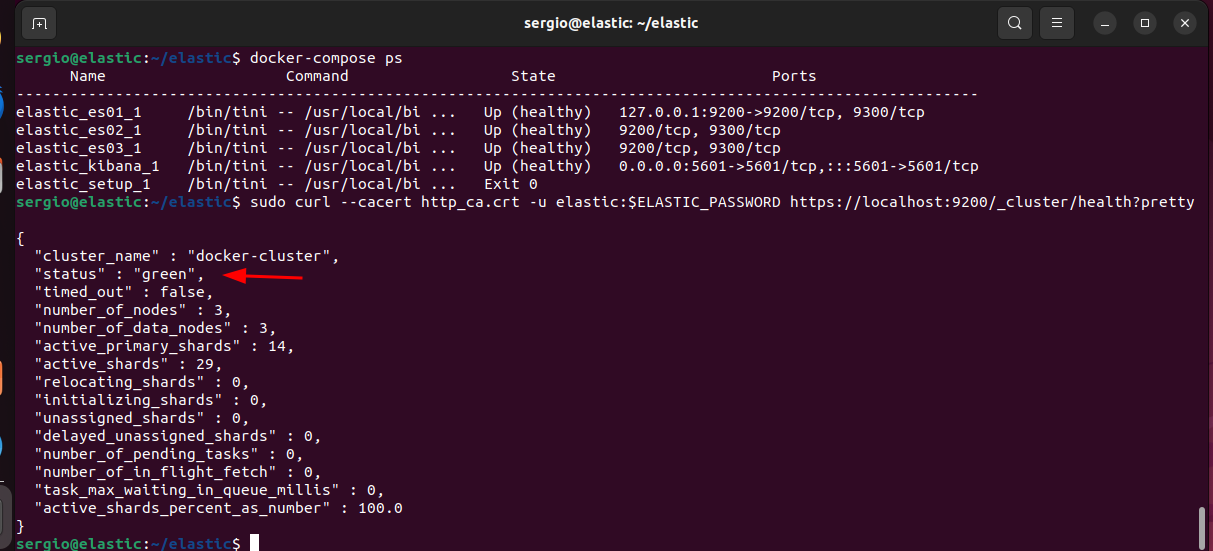 sergio@elastic: ~/elastic
sergio@elastic:~/elastic$ docker-compose ps
Name Command State Ports
------------------------------------------------------------------------------------------------------------
elastic_es01_1 /bin/tini -- /usr/local/bi ... Up (healthy) 127.0.0.1:9200->9200/tcp, 9300/tcp
elastic_es02_1 /bin/tini -- /usr/local/bi ... Up (healthy) 9200/tcp, 9300/tcp
elastic_es03_1 /bin/tini -- /usr/local/bi ... Up (healthy) 9200/tcp, 9300/tcp
elastic_kibana_1 /bin/tini -- /usr/local/bi ... Up (healthy) 0.0.0.0:5601->5601/tcp,:::5601->5601/tcp
elastic_setup_1 /bin/tini -- /usr/local/bi ... Exit 0
sergio@elastic:~/elastic$ sudo curl --cacert http_ca.crt -u elastic:$ELASTIC_PASSWORD https://localhost:9200/_cluster/health?pretty
{
"cluster_name" : "docker-cluster",
"status" : "green",
"timed_out" : false,
"number_of_nodes" : 3,
"number_of_data_nodes" : 3,
"active_primary_shards" : 14,
"active_shards" : 29,
"relocating_shards" : 0,
"initializing_shards" : 0,
"unassigned_shards" : 0,
"delayed_unassigned_shards" : 0,
"number_of_pending_tasks" : 0,
"number_of_in_flight_fetch" : 0,
"task_max_waiting_in_queue_millis" : 0,
"active_shards_percent_as_number" : 100.0
}
sergio@elastic:~/elastic$